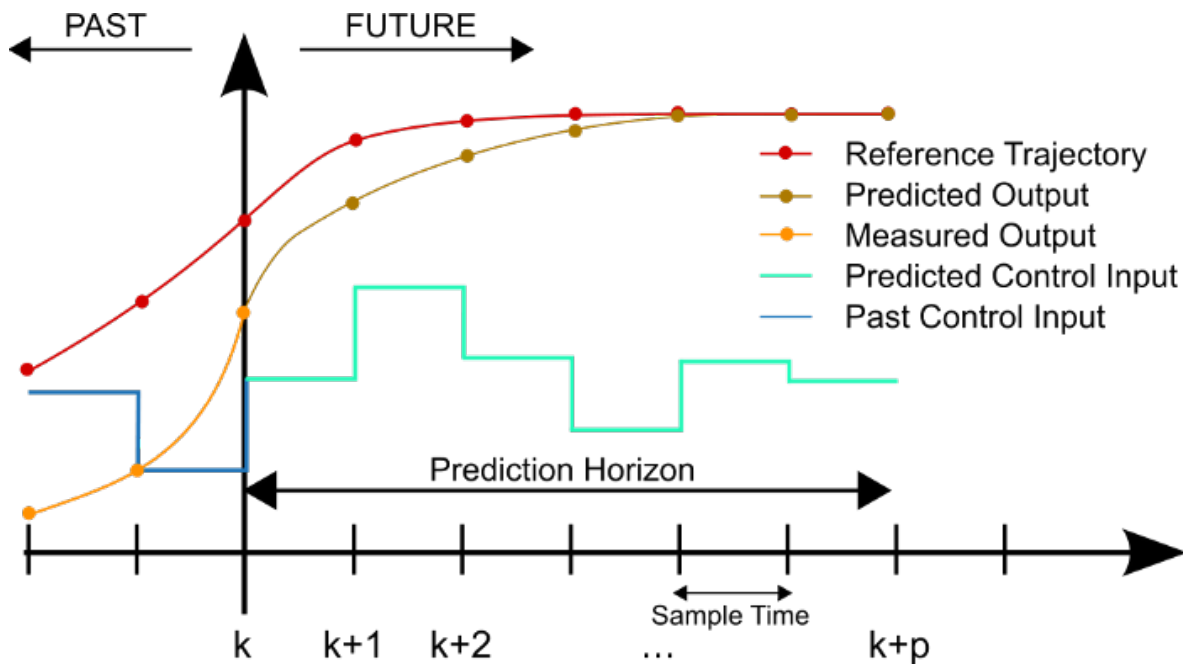 PAST
FUTURE
Reference Trajectory
Predicted Output
Measured Output
Predicted Control Input
Past Control Input
Prediction Horizon
Sample Time
k
k+1
k+2
...
k+p